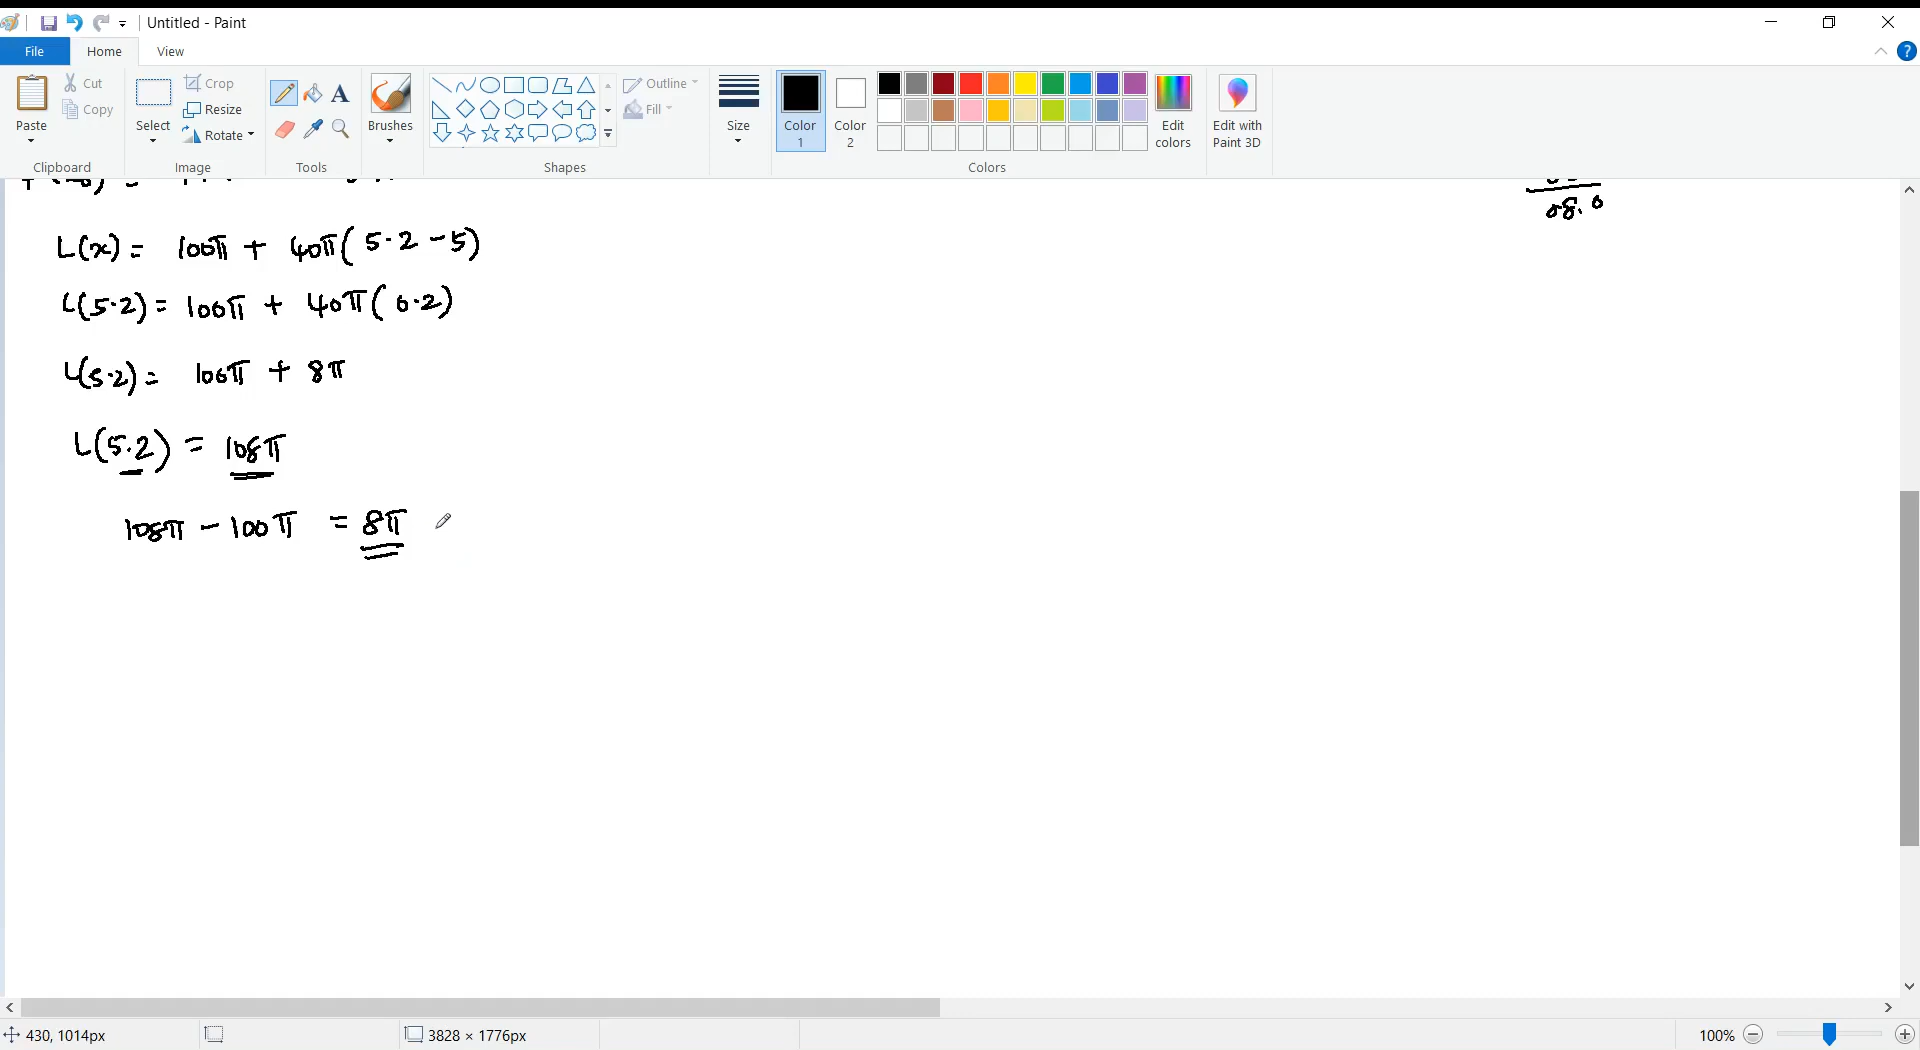 Untitled - Paint
File Home View
Paste
Cut
Copy
Clipboard
Select
Crop
Resize
Rotate
Image
A
Tools
Brushes
Shapes
Outline
Fill
Size
Color 1
Color 2
Edit colors
Colors
Edit with Paint 3D
?
08.0
L(x) = 100π + 40π(5.2 - 5)
L(5.2) = 100π + 40π(0.2)
L(5.2) = 100π + 8π
L(5.2) = 108π
108π - 100π = 8π
430, 1014px
3828 × 1776px
100%